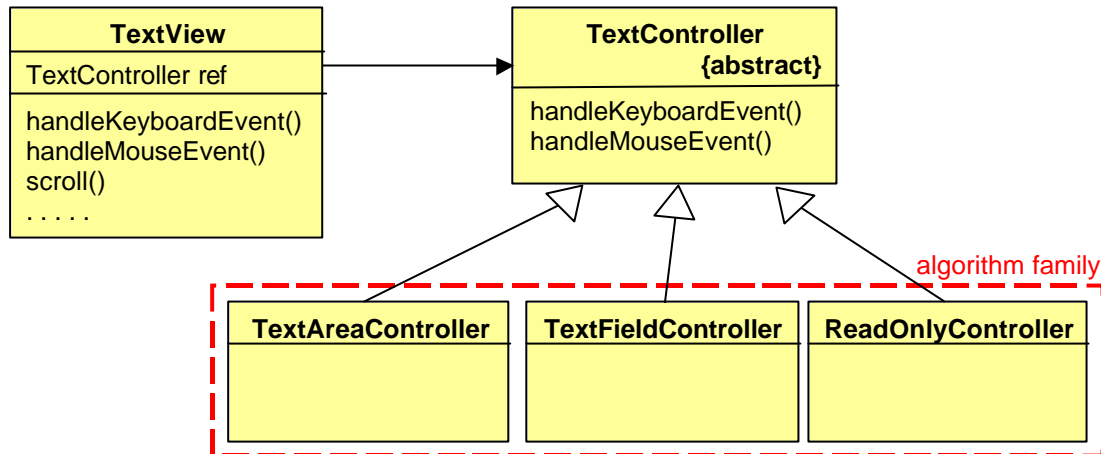 TextView
TextController ref
handleKeyboardEvent()
handleMouseEvent()
scroll()
. . . . .
TextController
{abstract}
handleKeyboardEvent()
handleMouseEvent()
algorithm family
TextAreaController
TextFieldController
ReadOnlyController